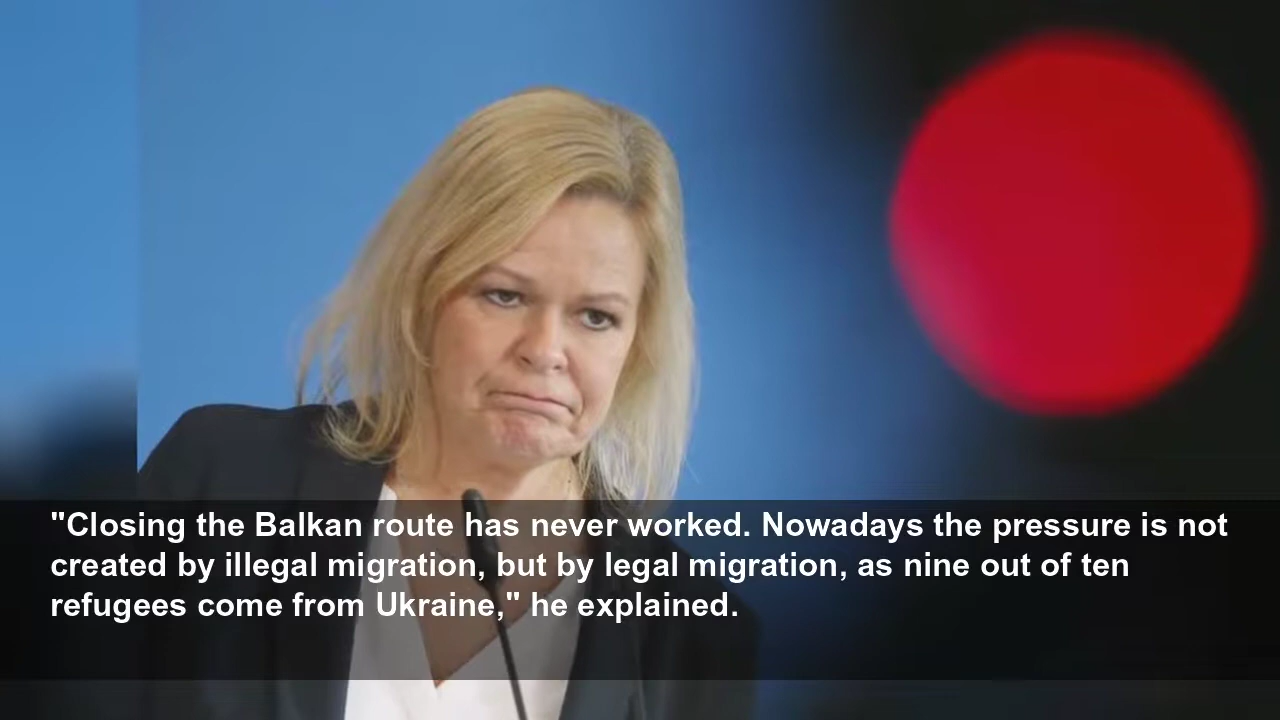 "Closing the Balkan route has never worked. Nowadays the pressure is not
created by illegal migration, but by legal migration, as nine out of ten
refugees come from Ukraine," he explained.